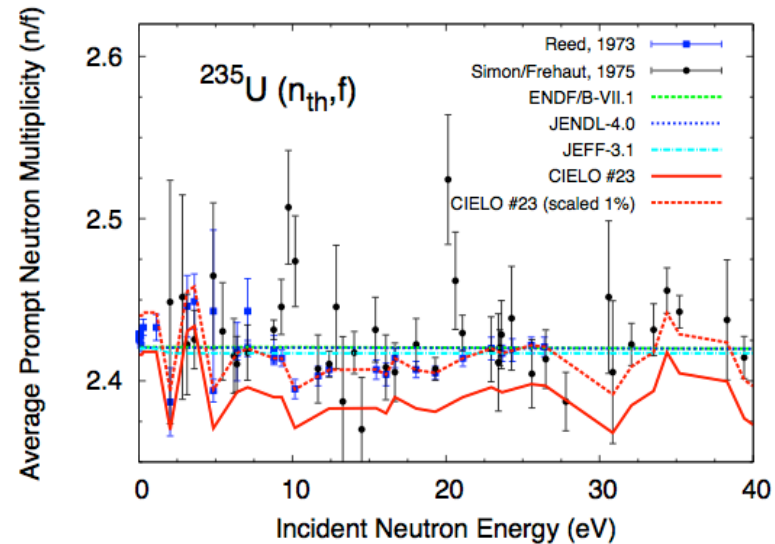 Average Prompt Neutron Multiplicity (n/f)
2.6
2.5
2.4
²³⁵U (nₜₕ,f)
Reed, 1973
Simon/Frehaut, 1975
ENDF/B-VII.1
JENDL-4.0
JEFF-3.1
CIELO #23
CIELO #23 (scaled 1%)
0 10 20 30 40
Incident Neutron Energy (eV)